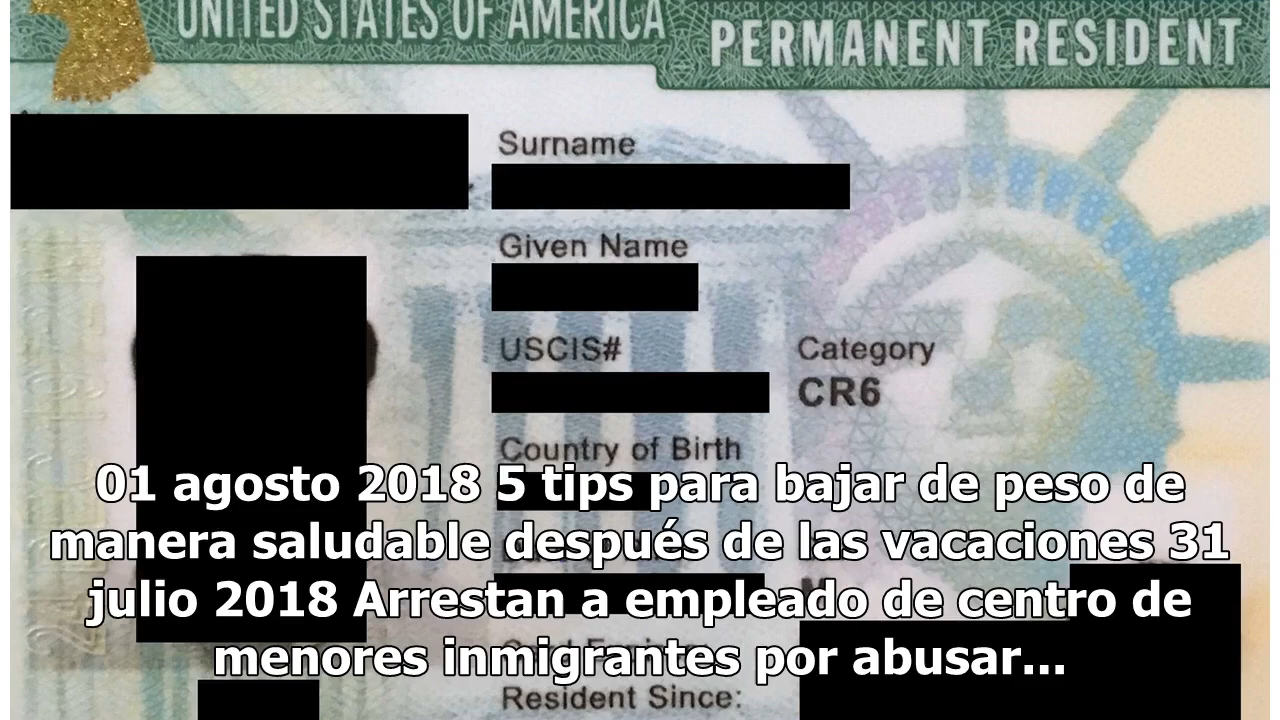 UNITED STATES OF AMERICA
PERMANENT RESIDENT
Surname
Given Name
USCIS#
Category
CR6
Country of Birth
01 agosto 2018 5 tips para bajar de peso de
manera saludable después de las vacaciones 31
julio 2018 Arrestan a empleado de centro de
menores inmigrantes por abusar...
Resident Since: